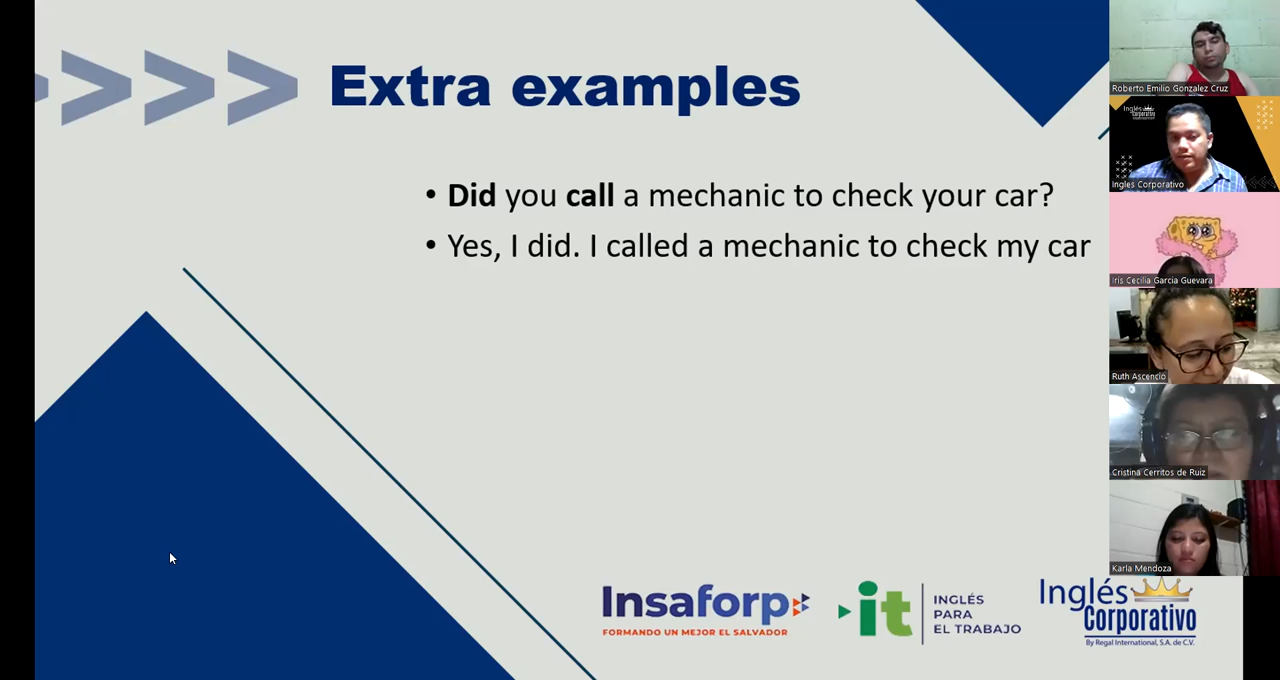 Extra examples
• Did you call a mechanic to check your car?
• Yes, I did. I called a mechanic to check my car
Insaforp
FORMANDO UN MEJOR EL SALVADOR
it
INGLÉS
PARA
EL TRABAJO
Inglés
Corporativo
By Regal International, S.A. de C.V.
Roberto Emilio Gonzalez Cruz
Inglés
Corporativo
Ingles Corporativo
Iris Cecilia Garcia Guevara
Ruth Ascencio
Cristina Cerritos de Ruiz
Karla Mendoza